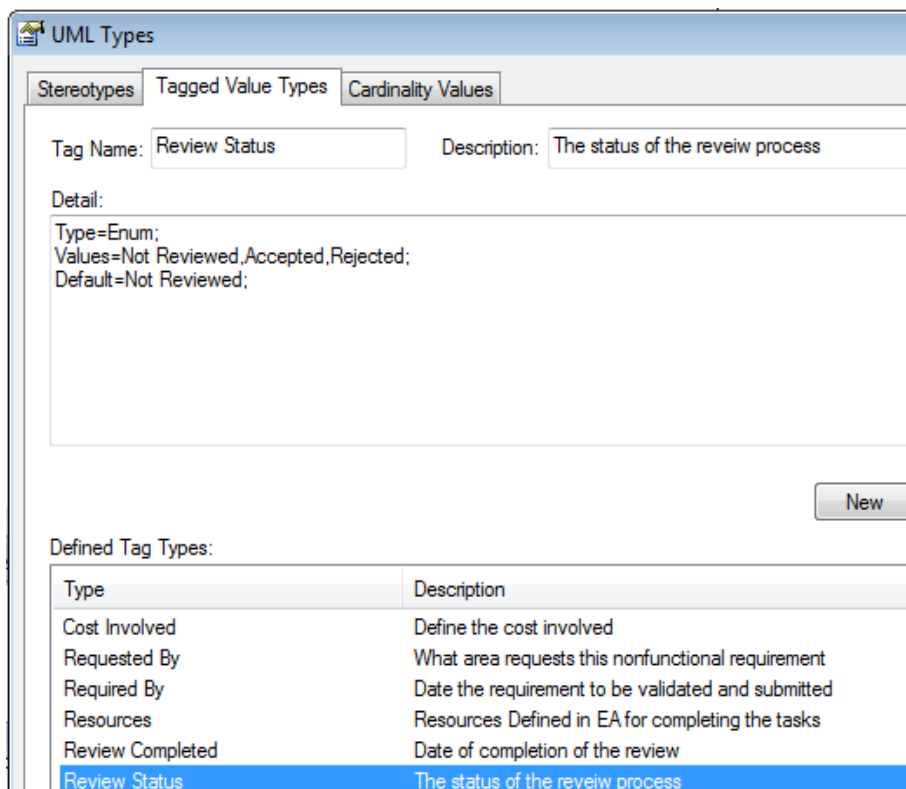 UML Types
Stereotypes Tagged Value Types Cardinality Values
Tag Name: Review Status Description: The status of the reveiw process
Detail:
Type=Enum;
Values=Not Reviewed,Accepted,Rejected;
Default=Not Reviewed;
New
Defined Tag Types:
Type Description
Cost Involved Define the cost involved
Requested By What area requests this nonfunctional requirement
Required By Date the requirement to be validated and submitted
Resources Resources Defined in EA for completing the tasks
Review Completed Date of completion of the review
Review Status The status of the reveiw process